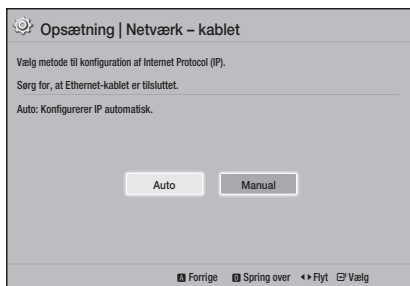 Opsætning | Netværk – kablet
Vælg metode til konfiguration af Internet Protocol (IP).
Sørg for, at Ethernet-kablet er tilsluttet.
Auto: Konfigurerer IP automatisk.
Auto Manual
A Forrige D Spring over Flyt Vælg